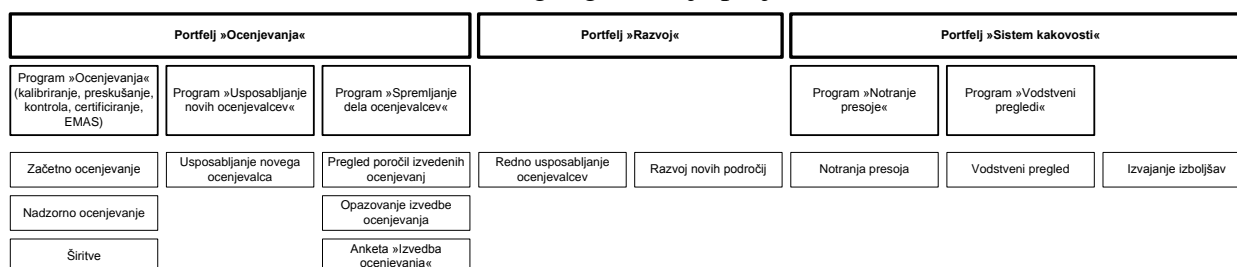 Portfelj »Ocenjevanja«
Portfelj »Razvoj«
Portfelj »Sistem kakovosti«
Program »Ocenjevanja«
(kalibriranje, preskušanje,
kontrola, certificiranje,
EMAS)
Program »Usposabljanje
novih ocenjevalcev«
Program »Spremljanje
dela ocenjevalcev«
Program »Notranje
presoje«
Program »Vodstveni
pregledi«
Začetno ocenjevanje
Usposabljanje novega
ocenjevalca
Pregled poročil izvedenih
ocenjevanj
Redno usposabljanje
ocenjevalcev
Razvoj novih področij
Notranja presoja
Vodstveni pregled
Izvajanje izboljšav
Nadzorno ocenjevanje
Opazovanje izvedbe
ocenjevanja
Širitve
Anketa »Izvedba
ocenjevanja«